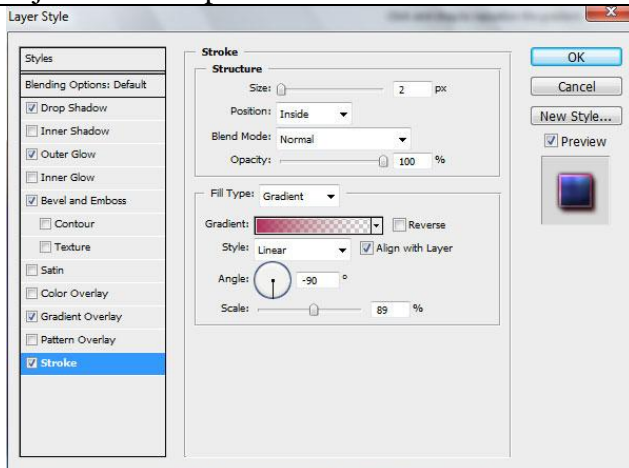 Layer Style
Styles
Blending Options: Default
Drop Shadow
Inner Shadow
Outer Glow
Inner Glow
Bevel and Emboss
Contour
Texture
Satin
Color Overlay
Gradient Overlay
Pattern Overlay
Stroke
Stroke
Structure
Size: 2 px
Position: Inside
Blend Mode: Normal
Opacity: 100 %
Fill Type: Gradient
Gradient: Reverse
Style: Linear Align with Layer
Angle: -90 °
Scale: 89 %
OK
Cancel
New Style...
Preview